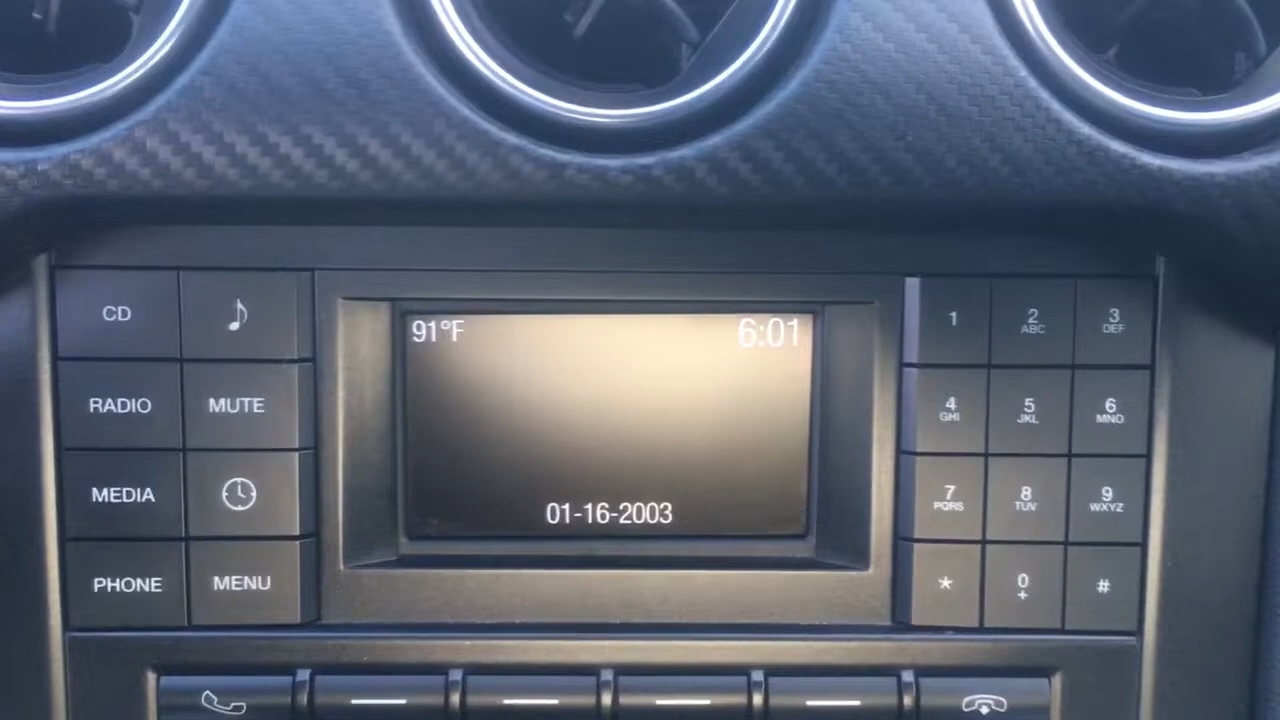 91°F 6:01
01-16-2003
CD
RADIO MUTE
MEDIA
PHONE MENU
1 2 ABC 3 DEF
4 GHI 5 JKL 6 MNO
7 PQRS 8 TUV 9 WXYZ
* 0 + #